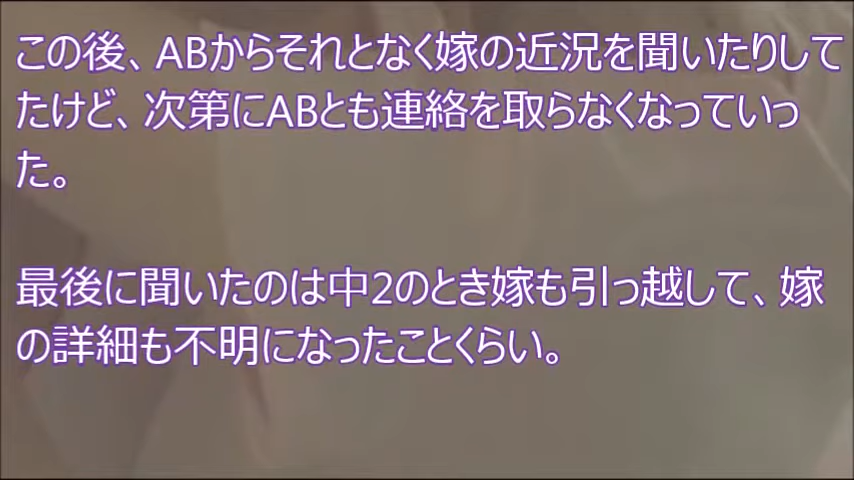 この後、ABからそれとなく嫁の近況を聞いたりして
たけど、次第にABとも連絡を取らなくなっていっ
た。
最後に聞いたのは中2のとき嫁も引っ越して、嫁
の詳細も不明になったことくらい。